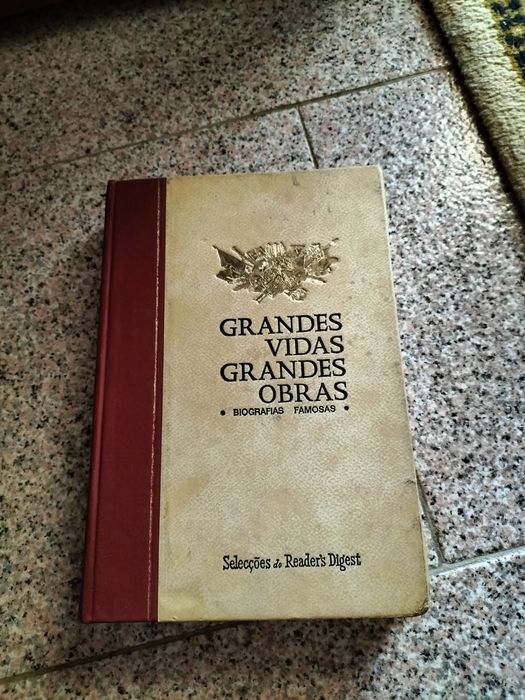 GRANDES
VIDAS
GRANDES
OBRAS
• BIOGRAFIAS FAMOSAS •
Selecções do Reader's Digest